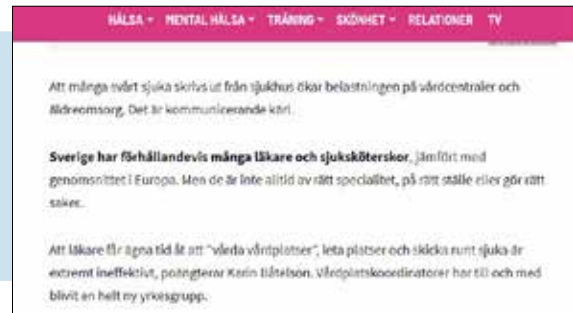 HÄLSA MENTAL HÄLSA TRÄNING SKÖNHET RELATIONER TV
Att många svårt sjuka skrivs ut från sjukhus ökar belastningen på vårdcentraler och
äldreomsorg. Det är kommunicerande kärl.
Sverige har förhållandevis många läkare och sjuksköterskor, jämfört med
genomsnittet i Europa. Men de är inte alltid av rätt specialitet, på rätt ställe eller gör rätt
saker.
Att läkare får ägna tid åt att "vårda vårdplatser", leta platser och skicka runt sjuka är
extremt ineffektivt, poängterar Karin Båtelson. Vårdplatskoordinatorer har till och med
blivit en helt ny yrkesgrupp.